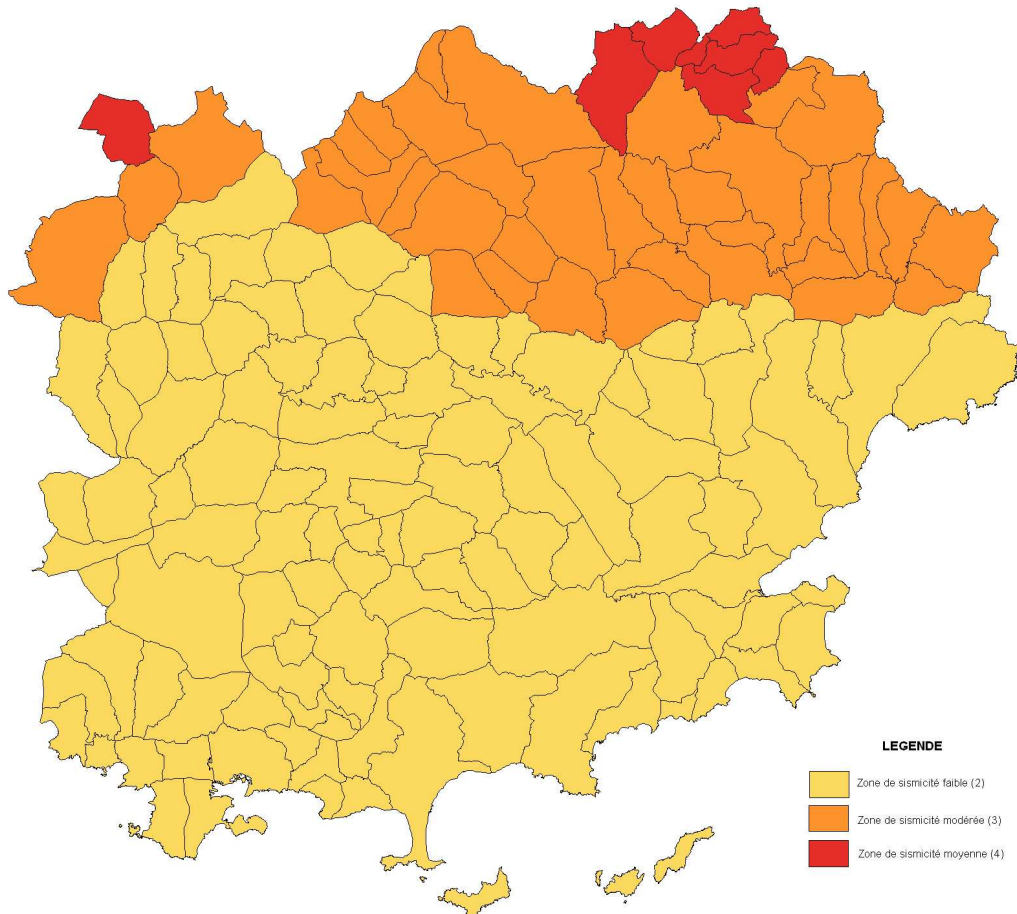 LEGENDE
Zone de sismicité faible (2)
Zone de sismicité modérée (3)
Zone de sismicité moyenne (4)